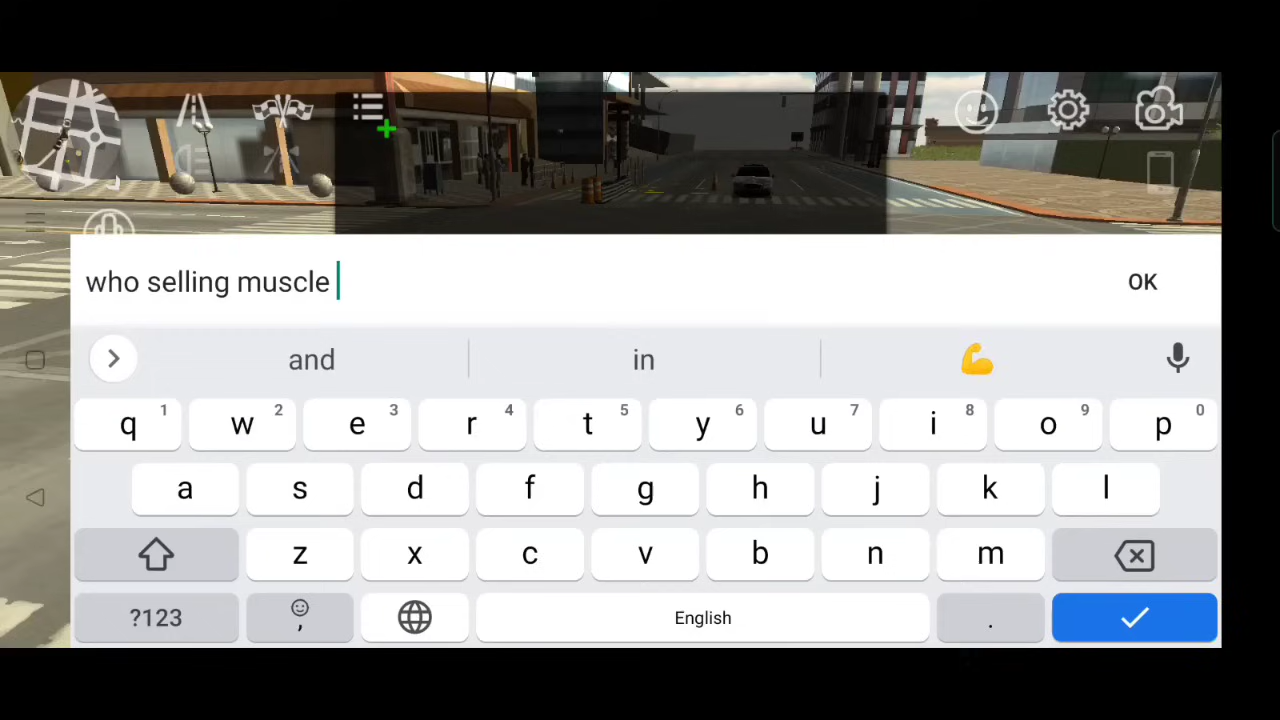 who selling muscle
OK
and in 💪
q 1 w 2 e 3 r 4 t 5 y 6 u 7 i 8 o 9 p 0
a s d f g h j k l
z x c v b n m
?123 , English .